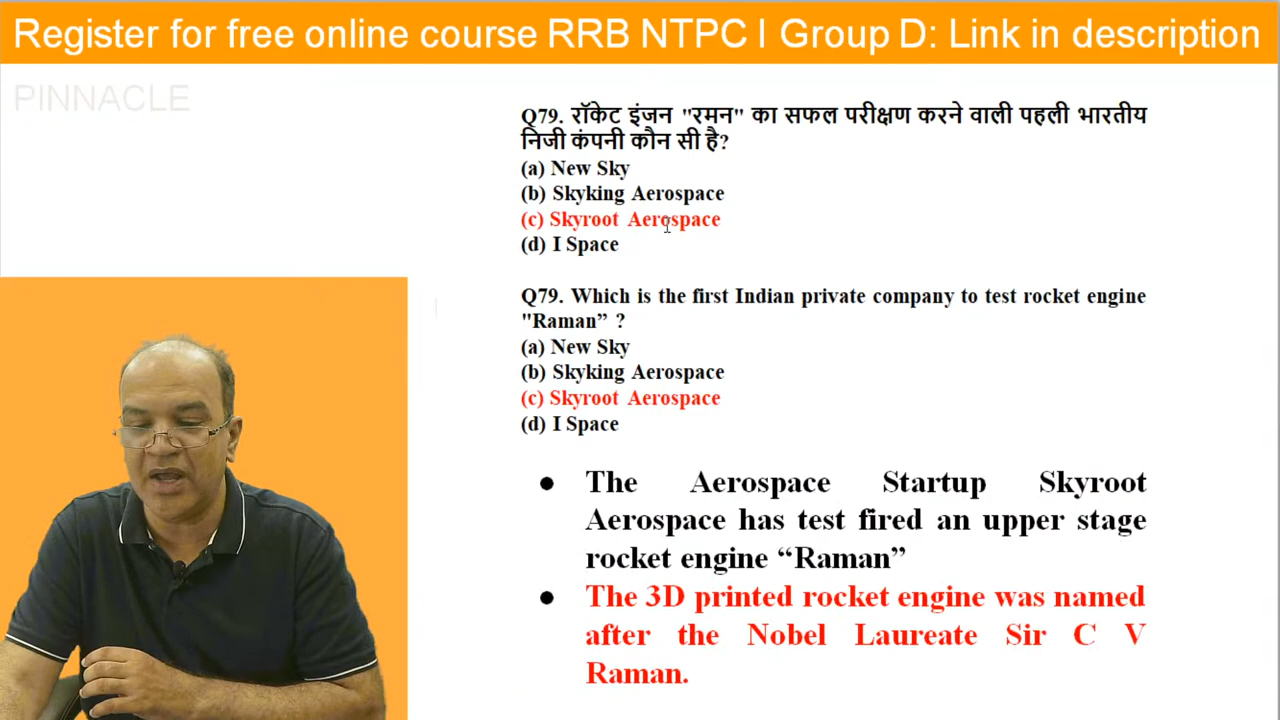 Register for free online course RRB NTPC I Group D: Link in description
PINNACLE
Q79. रॉकेट इंजन "रमन" का सफल परीक्षण करने वाली पहली भारतीय
निजी कंपनी कौन सी है?
(a) New Sky
(b) Skyking Aerospace
(c) Skyroot Aerospace
(d) I Space
Q79. Which is the first Indian private company to test rocket engine
"Raman” ?
(a) New Sky
(b) Skyking Aerospace
(c) Skyroot Aerospace
(d) I Space
● The Aerospace Startup Skyroot
Aerospace has test fired an upper stage
rocket engine “Raman”
● The 3D printed rocket engine was named
after the Nobel Laureate Sir C V
Raman.